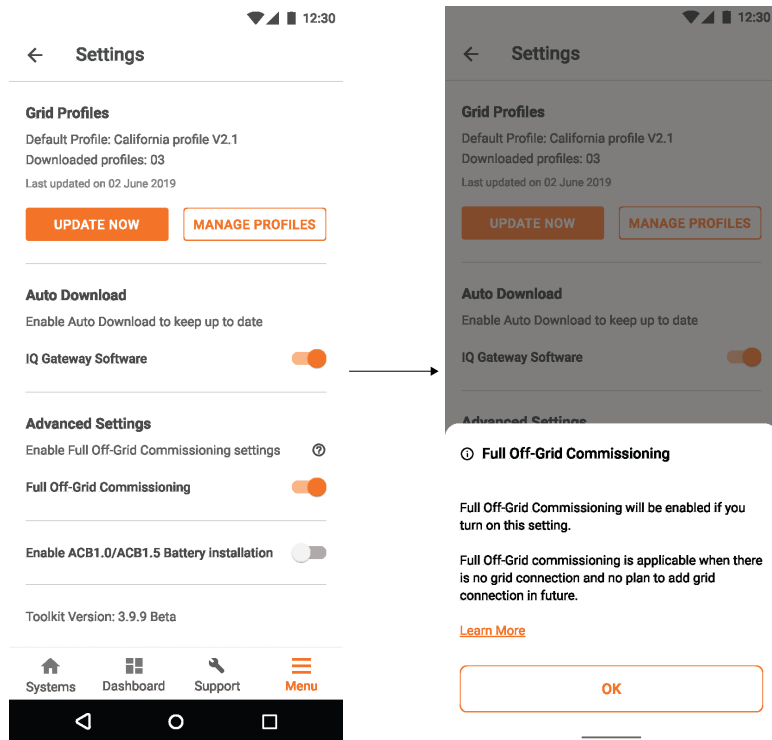 12:30
Settings
Grid Profiles
Default Profile: California profile V2.1
Downloaded profiles: 03
Last updated on 02 June 2019
UPDATE NOW
MANAGE PROFILES
Auto Download
Enable Auto Download to keep up to date
IQ Gateway Software
Advanced Settings
Enable Full Off-Grid Commissioning settings
Full Off-Grid Commissioning
Enable ACB1.0/ACB1.5 Battery installation
Toolkit Version: 3.9.9 Beta
Systems
Dashboard
Support
Menu
12:30
Settings
Grid Profiles
Default Profile: California profile V2.1
Downloaded profiles: 03
Last updated on 02 June 2019
UPDATE NOW
MANAGE PROFILES
Auto Download
Enable Auto Download to keep up to date
IQ Gateway Software
Advanced Settings
Full Off-Grid Commissioning
Full Off-Grid Commissioning will be enabled if you
turn on this setting.
Full Off-Grid commissioning is applicable when there
is no grid connection and no plan to add grid
connection in future.
Learn More
OK